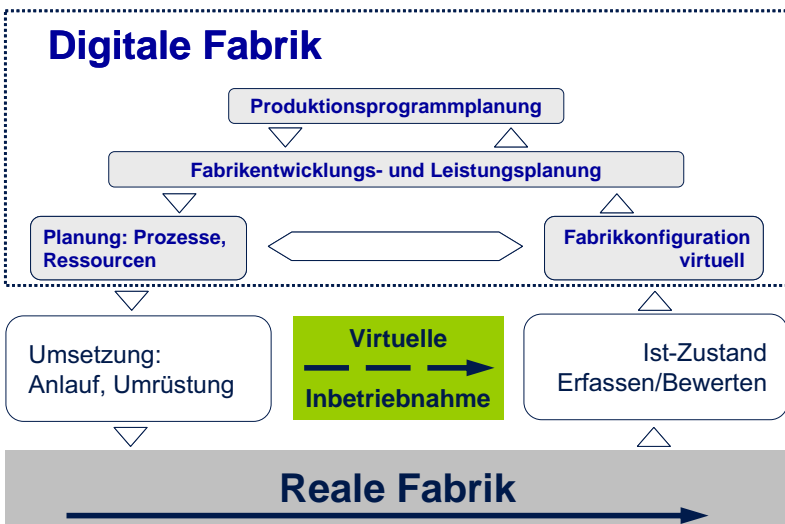 Digitale Fabrik
Produktionsprogrammplanung
Fabrikentwicklungs- und Leistungsplanung
Planung: Prozesse,
Ressourcen
Fabrikkonfiguration
virtuell
Umsetzung:
Anlauf, Umrüstung
Virtuelle
Inbetriebnahme
Ist-Zustand
Erfassen/Bewerten
Reale Fabrik